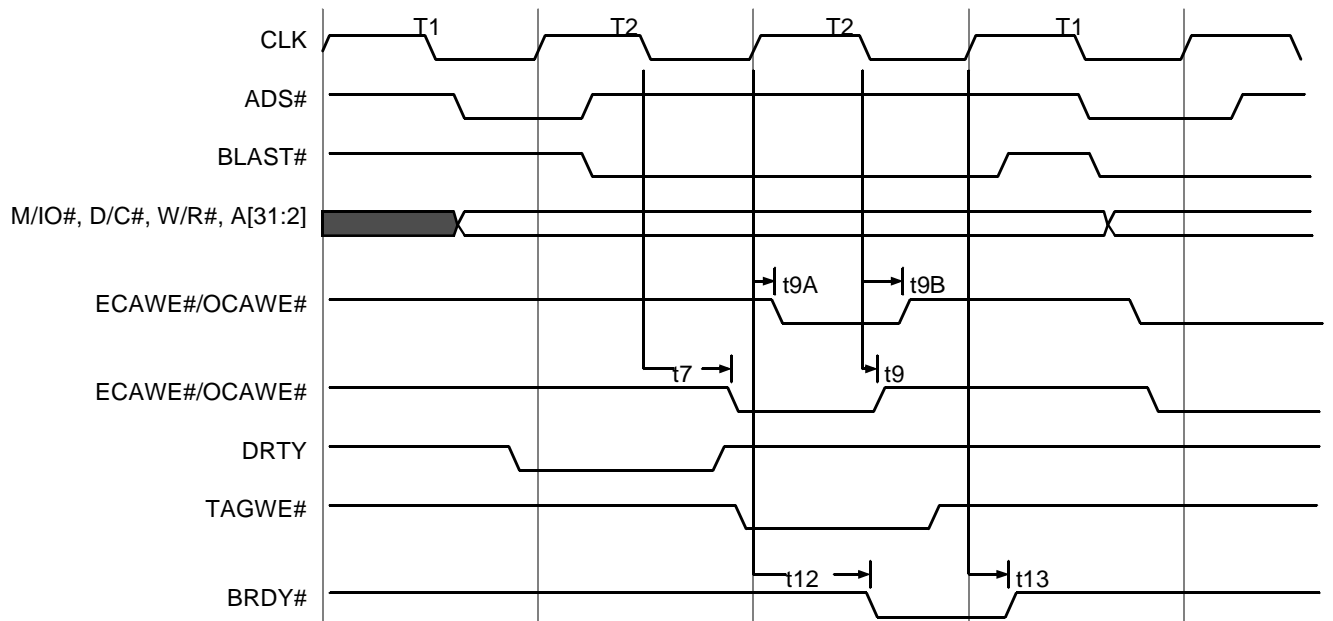 T1 T2 T2 T1
CLK
ADS#
BLAST#
M/IO#, D/C#, W/R#, A[31:2]
t9A t9B
ECAWE#/OCAWE#
t7 t9
ECAWE#/OCAWE#
DRTY
TAGWE#
t12 t13
BRDY#